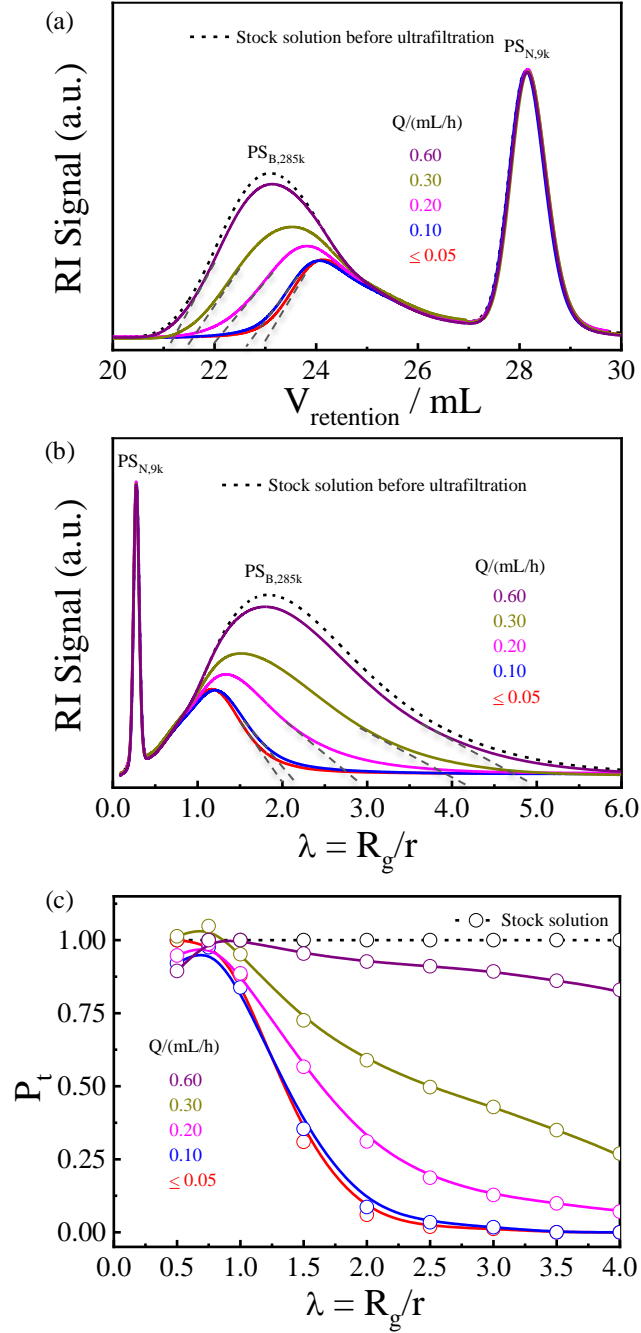 (a)
Stock solution before ultrafiltration
PS_N,9k
Q/(mL/h)
PS_B,285k
0.60
0.30
0.20
0.10
≤ 0.05
RI Signal (a.u.)
20 22 24 26 28 30
V_retention / mL
(b)
PS_N,9k
Stock solution before ultrafiltration
PS_B,285k
Q/(mL/h)
0.60
0.30
0.20
0.10
≤ 0.05
RI Signal (a.u.)
0.0 1.0 2.0 3.0 4.0 5.0 6.0
λ = R_g/r
(c)
Stock solution
1.00
0.75
0.50
0.25
0.00
P_t
Q/(mL/h)
0.60
0.30
0.20
0.10
≤ 0.05
0.0 0.5 1.0 1.5 2.0 2.5 3.0 3.5 4.0
λ = R_g/r